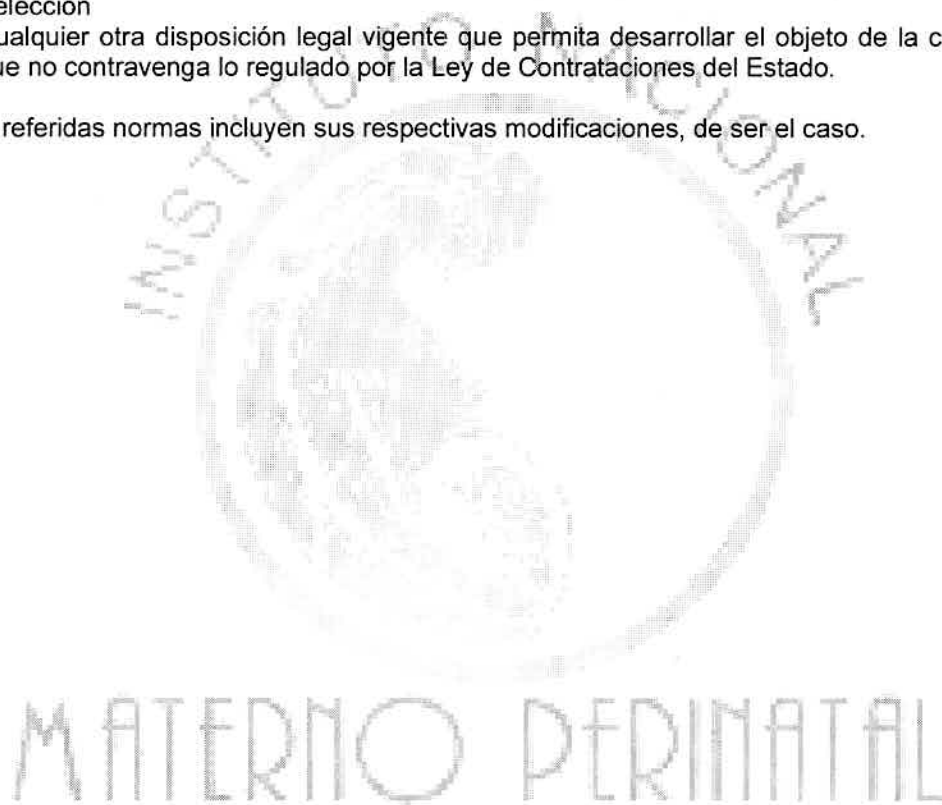 elección
ualquier otra disposición legal vigente que permita desarrollar el objeto de la c
ue no contravenga lo regulado por la Ley de Contrataciones del Estado.
referidas normas incluyen sus respectivas modificaciones, de ser el caso.
INSTITUTO NACIONAL
MATERNO PERINATAL